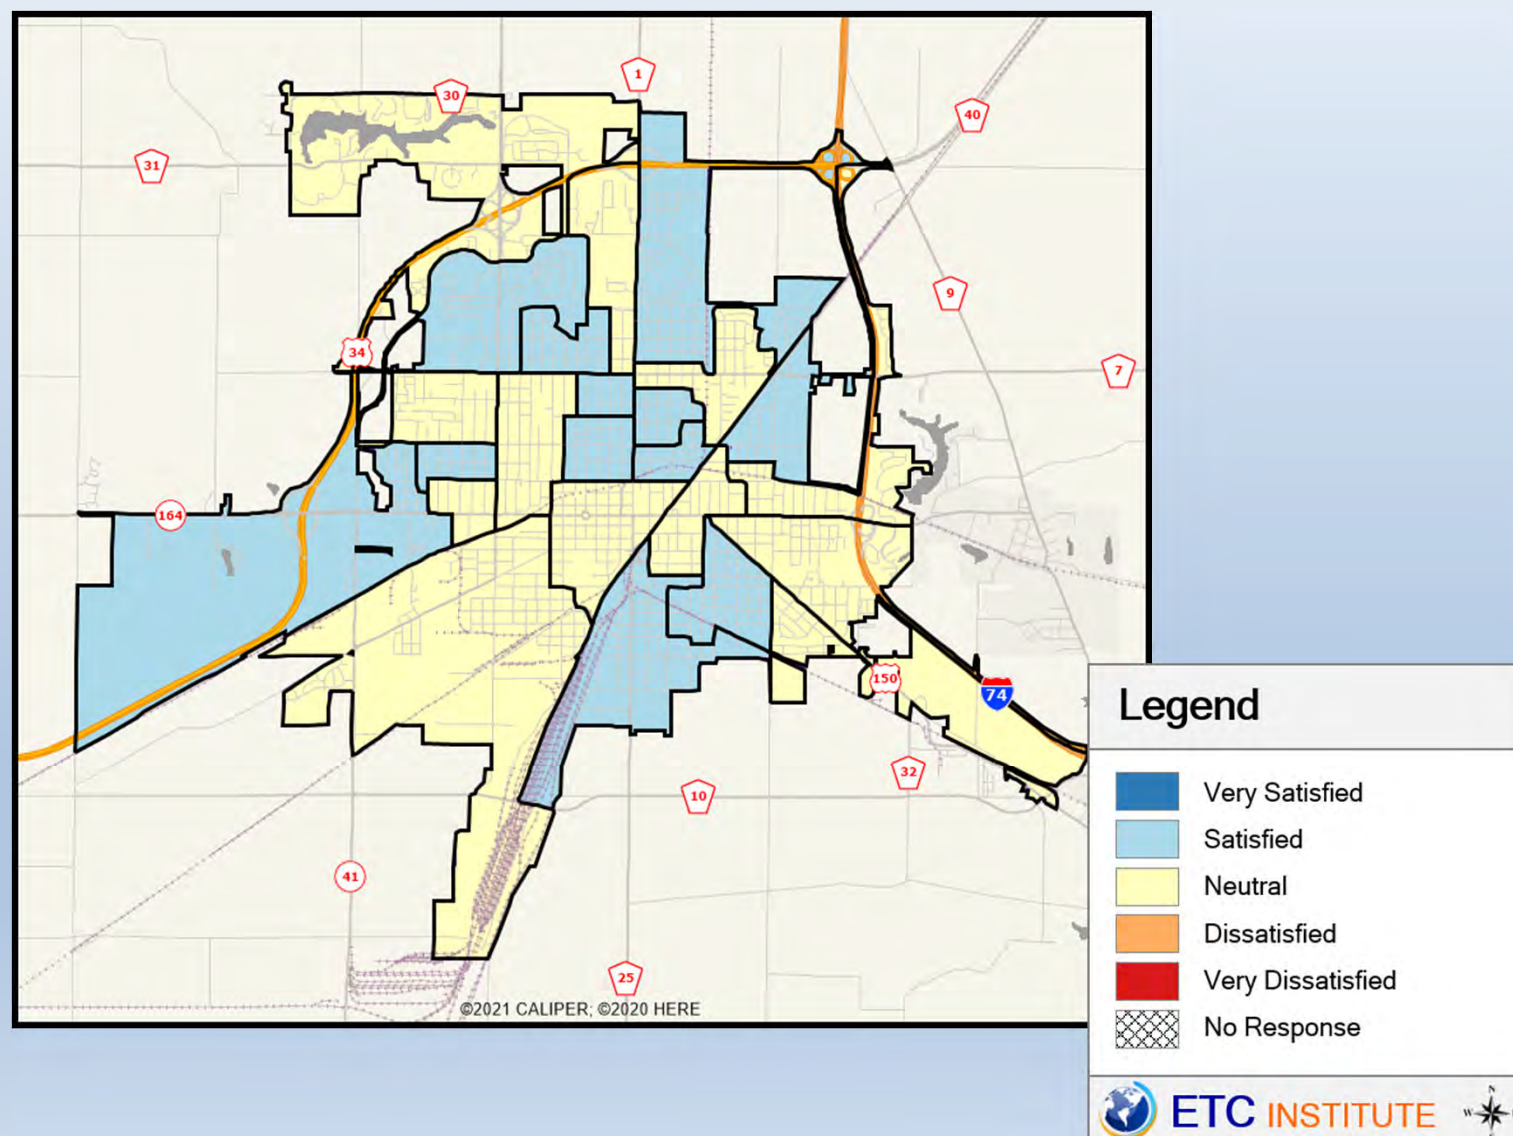 1
30
40
31
9
34
7
164
150
74
32
10
41
25
©2021 CALIPER; ©2020 HERE
Legend
Very Satisfied
Satisfied
Neutral
Dissatisfied
Very Dissatisfied
No Response
ETC INSTITUTE
N
W